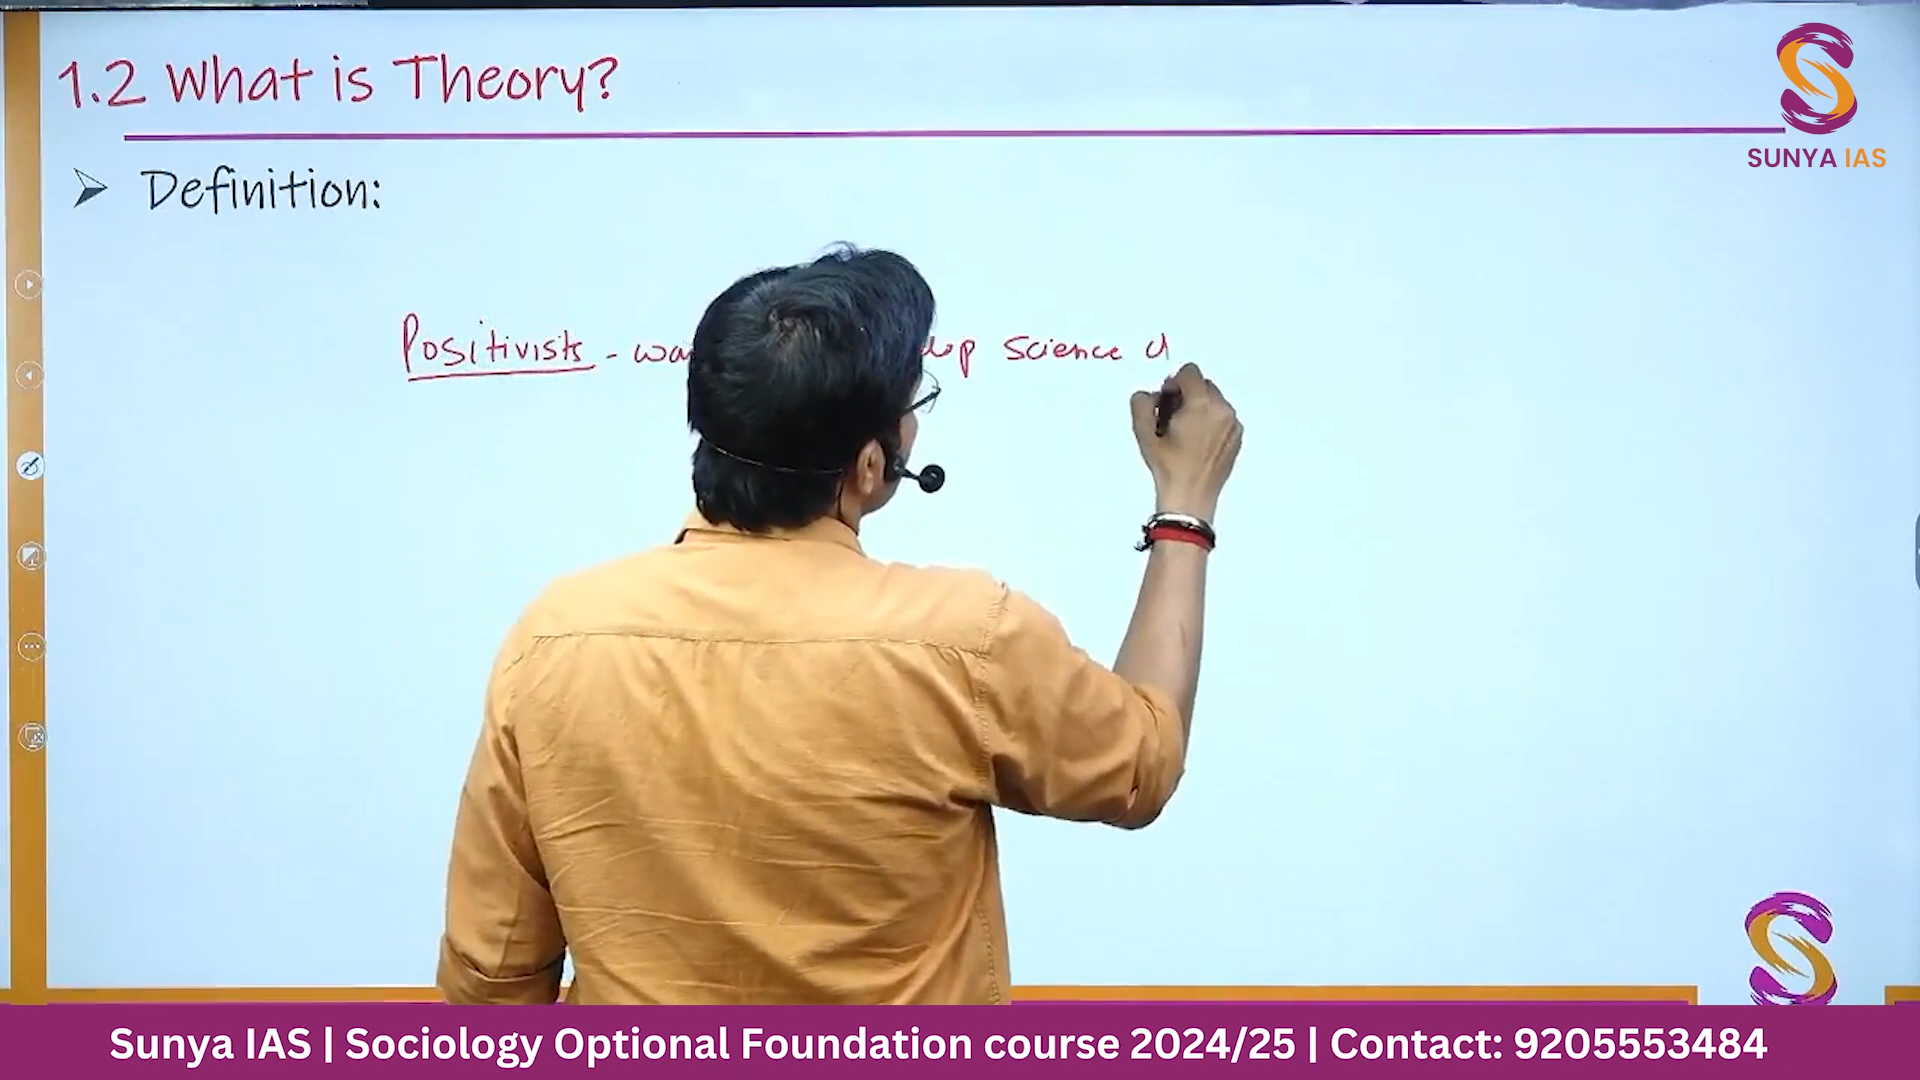 1.2 What is Theory?
SUNYA IAS
➢ Definition:
Positivists - science
Sunya IAS | Sociology Optional Foundation course 2024/25 | Contact: 9205553484